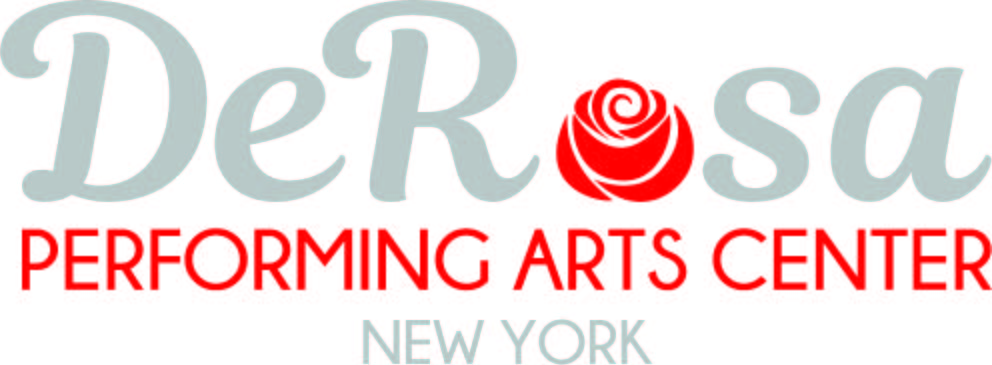 DeRosa
PERFORMING ARTS CENTER
NEW YORK